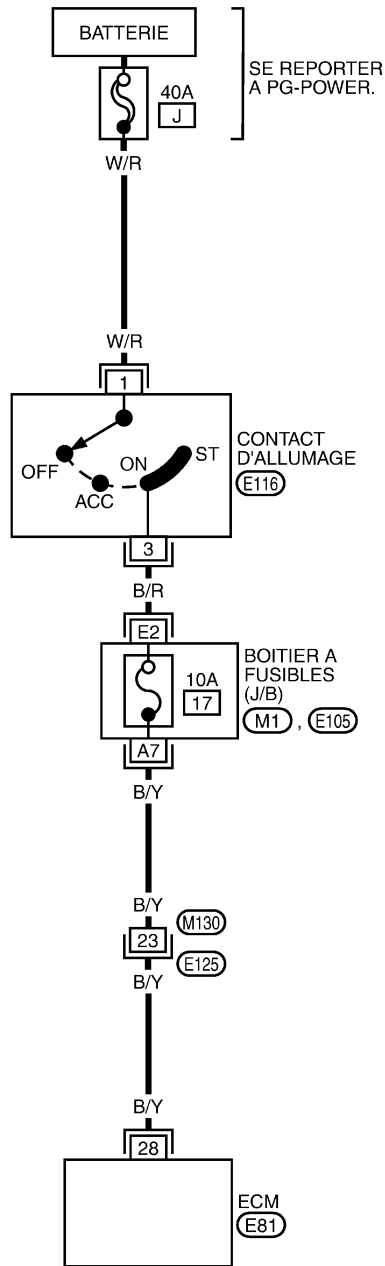 BATTERIE
SE REPORTER
A PG-POWER.
40A
J
W/R
W/R
1
OFF
ACC
ON
ST
CONTACT
D'ALLUMAGE
E116
3
B/R
E2
BOITIER A
FUSIBLES
(J/B)
10A
17
M1 , E105
A7
B/Y
B/Y
M130
23
E125
B/Y
B/Y
28
ECM
E81